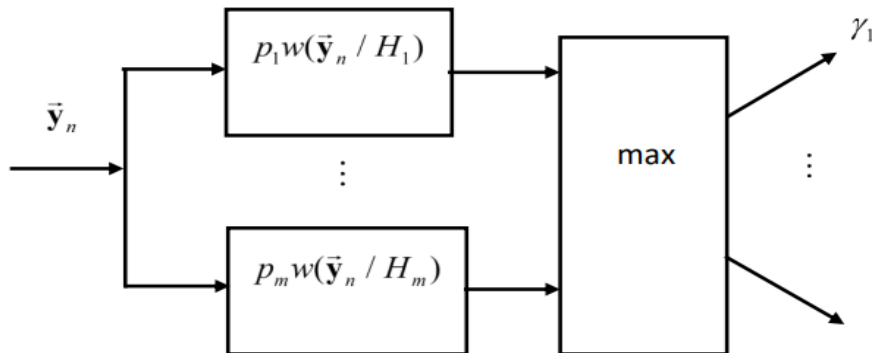 p₁w(y⃗ₙ / H₁)
γ₁
y⃗ₙ
max
⋮
⋮
pₘw(y⃗ₙ / Hₘ)